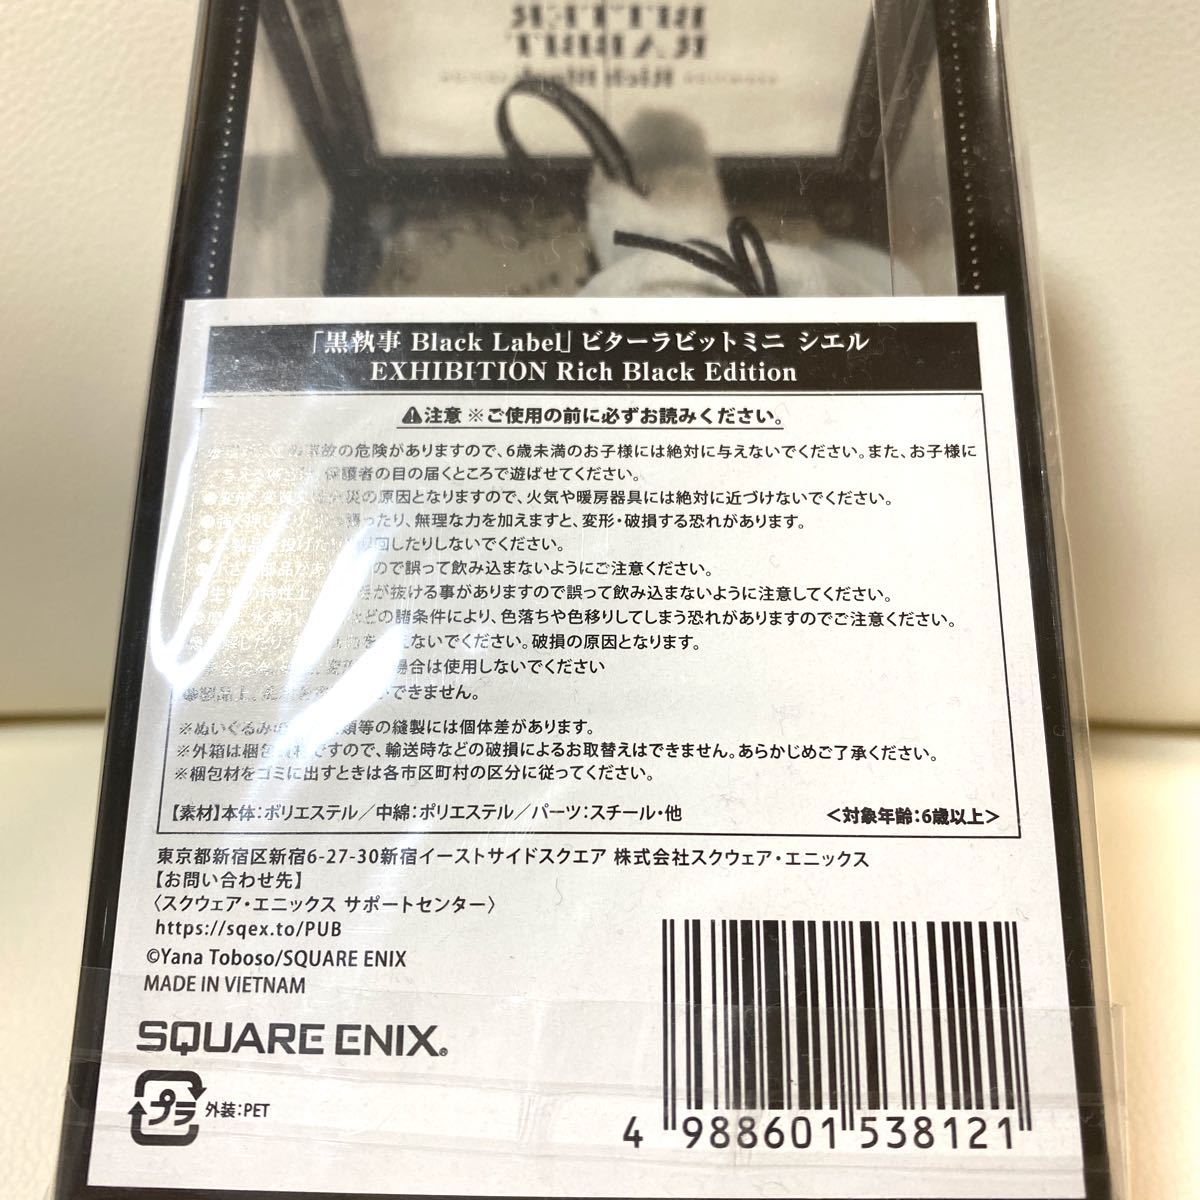 BITTER
RABBIT
Rich Black
「黒執事 Black Label」ビターラビットミニ シエル
EXHIBITION Rich Black Edition
⚠注意 ※ご使用の前に必ずお読みください。
事故の危険がありますので、6歳未満のお子様には絶対に与えないでください。また、お子様に
保護者の目の届くところで遊ばせてください。
の原因となりますので、火気や暖房器具には絶対に近づけないでください。
ったり、無理な力を加えますと、変形・破損する恐れがあります。
回したりしないでください。
ので誤って飲み込まないようにご注意ください。
が抜ける事がありますので誤って飲み込まないように注意してください。
どの諸条件により、色落ちや色移りしてしまう恐れがありますのでご注意ください。
ないでください。破損の原因となります。
場合は使用しないでください
できません。
※ぬいぐるみ 等の縫製には個体差があります。
※外箱は梱包資材ですので、輸送時などの破損によるお取替えはできません。あらかじめご了承ください。
※梱包材をゴミに出すときは各市区町村の区分に従ってください。
【素材】本体:ポリエステル／中綿:ポリエステル／パーツ:スチール・他
＜対象年齢:6歳以上＞
東京都新宿区新宿6-27-30新宿イーストサイドスクエア 株式会社スクウェア・エニックス
【お問い合わせ先】
〈スクウェア・エニックス サポートセンター〉
https://sqex.to/PUB
©Yana Toboso/SQUARE ENIX
MADE IN VIETNAM
SQUARE ENIX®
プラ 外装:PET
4 988601 538121